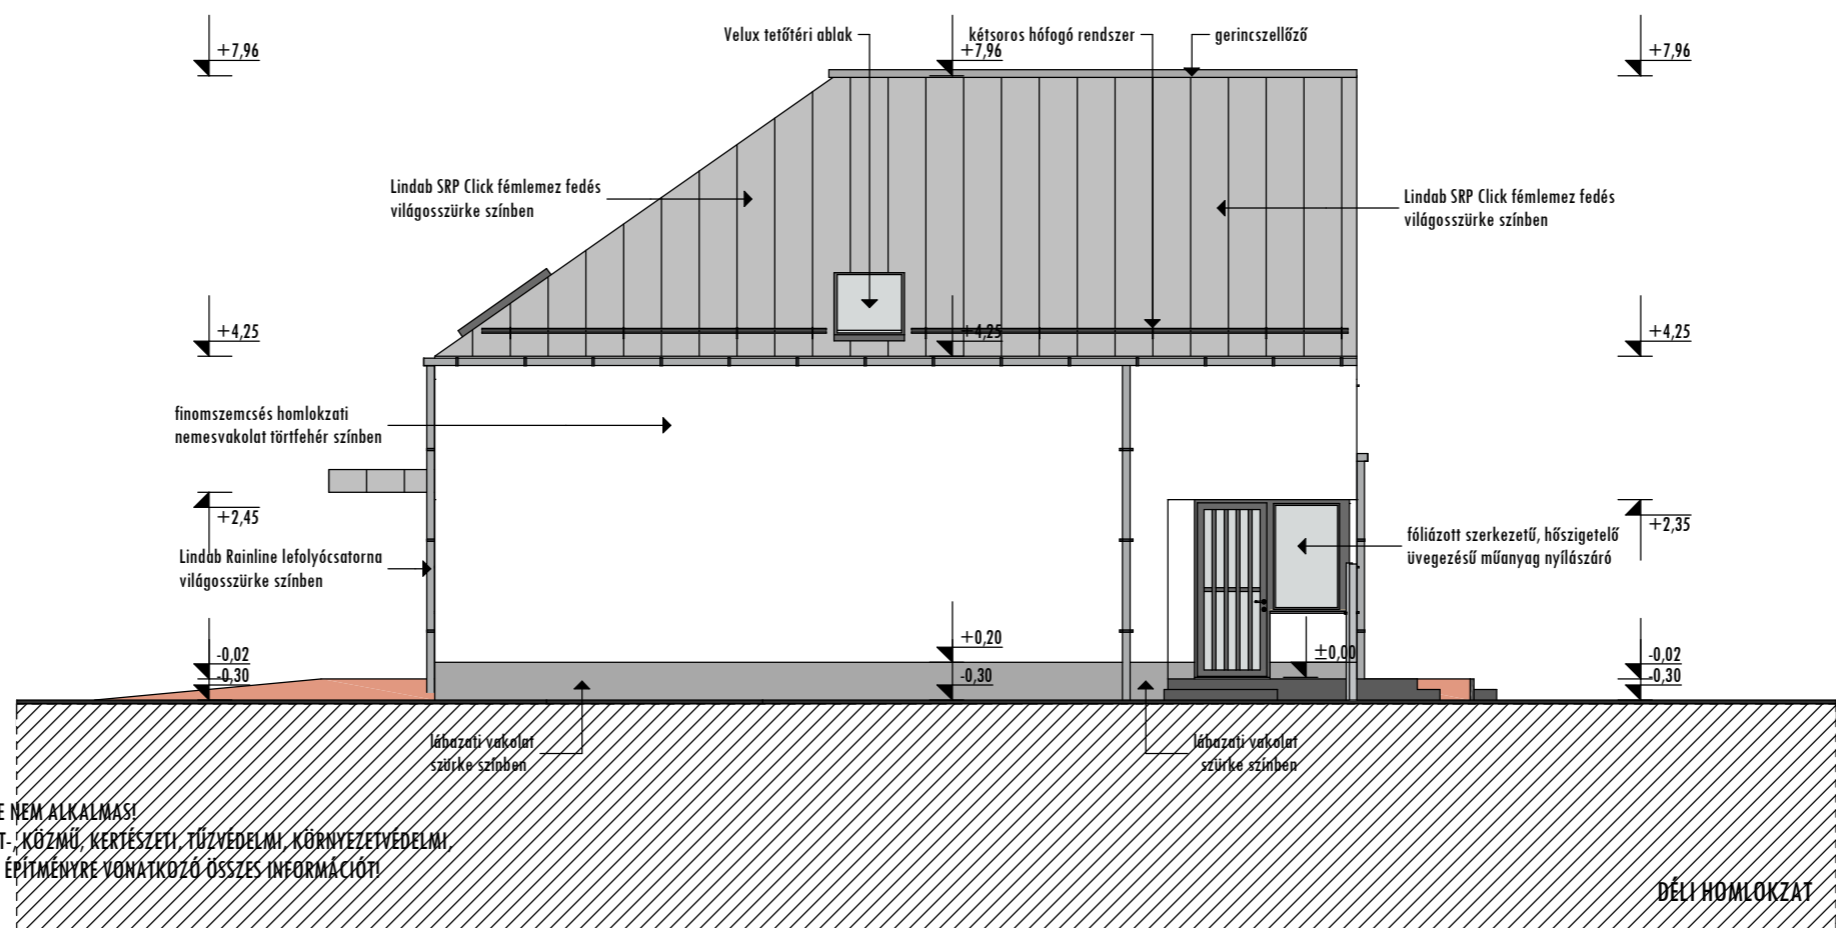 Velux tetőtéri ablak
kétsoros hófogó rendszer
gerincszellőző
+7,96
+7,96
+7,96
Lindab SRP Click fémlemez fedés
világosszürke színben
Lindab SRP Click fémlemez fedés
világosszürke színben
+4,25
+4,25
+4,25
finomszemcsés homlokzati
nemesvakolat törtfehér színben
+2,45
+2,35
Lindab Rainline lefolyócsatorna
világosszürke színben
fóliázott szerkezetű, hőszigetelő
üvegezésű műanyag nyílászáró
-0,02
-0,30
+0,20
-0,30
±0,00
-0,02
-0,30
lábazati vakolat
szürke színben
lábazati vakolat
szürke színben
E NEM ALKALMAS!
T-, KÖZMŰ, KERTÉSZETI, TŰZVÉDELMI, KÖRNYEZETVÉDELMI,
ÉPÍTMÉNYRE VONATKOZÓ ÖSSZES INFORMÁCIÓT!
DÉLI HOMLOKZAT